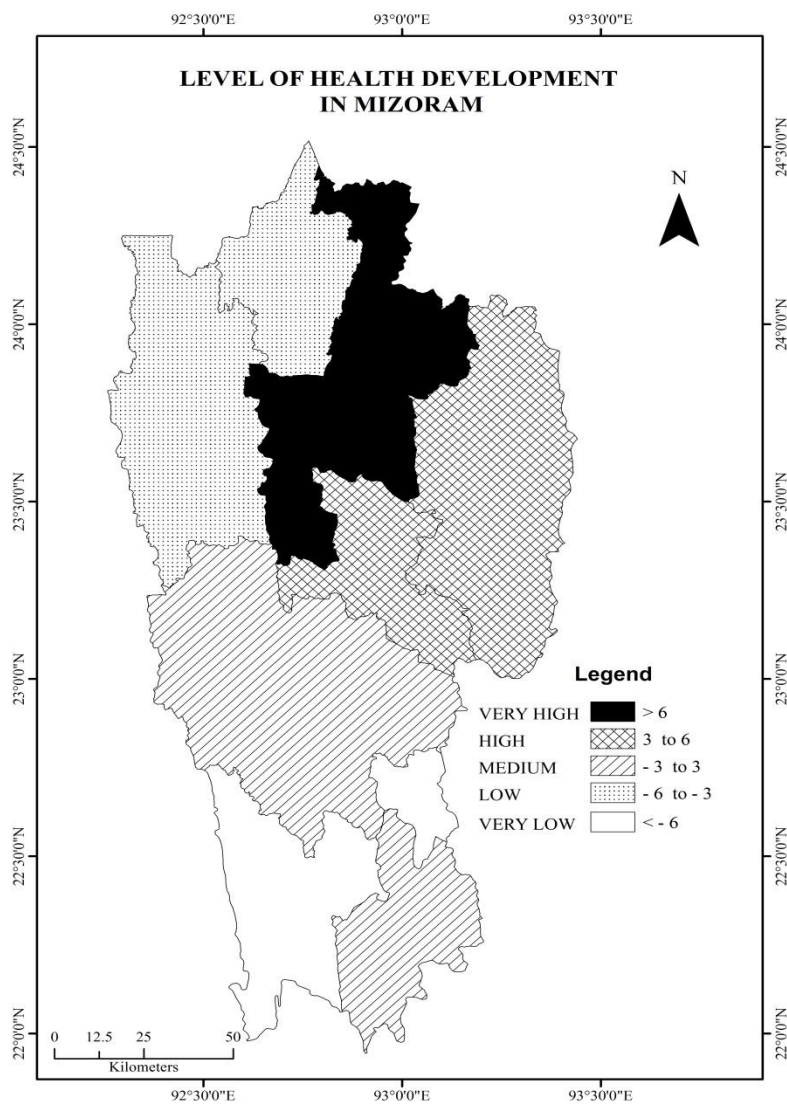 92°30'0"E 93°0'0"E 93°30'0"E
LEVEL OF HEALTH DEVELOPMENT
IN MIZORAM
24°30'0"N 24°30'0"N
N
24°0'0"N 24°0'0"N
23°30'0"N 23°30'0"N
23°0'0"N 23°0'0"N
Legend
VERY HIGH > 6
HIGH 3 to 6
MEDIUM - 3 to 3
LOW - 6 to - 3
VERY LOW < - 6
22°30'0"N 22°30'0"N
22°0'0"N 22°0'0"N
0 12.5 25 50
Kilometers
92°30'0"E 93°0'0"E 93°30'0"E